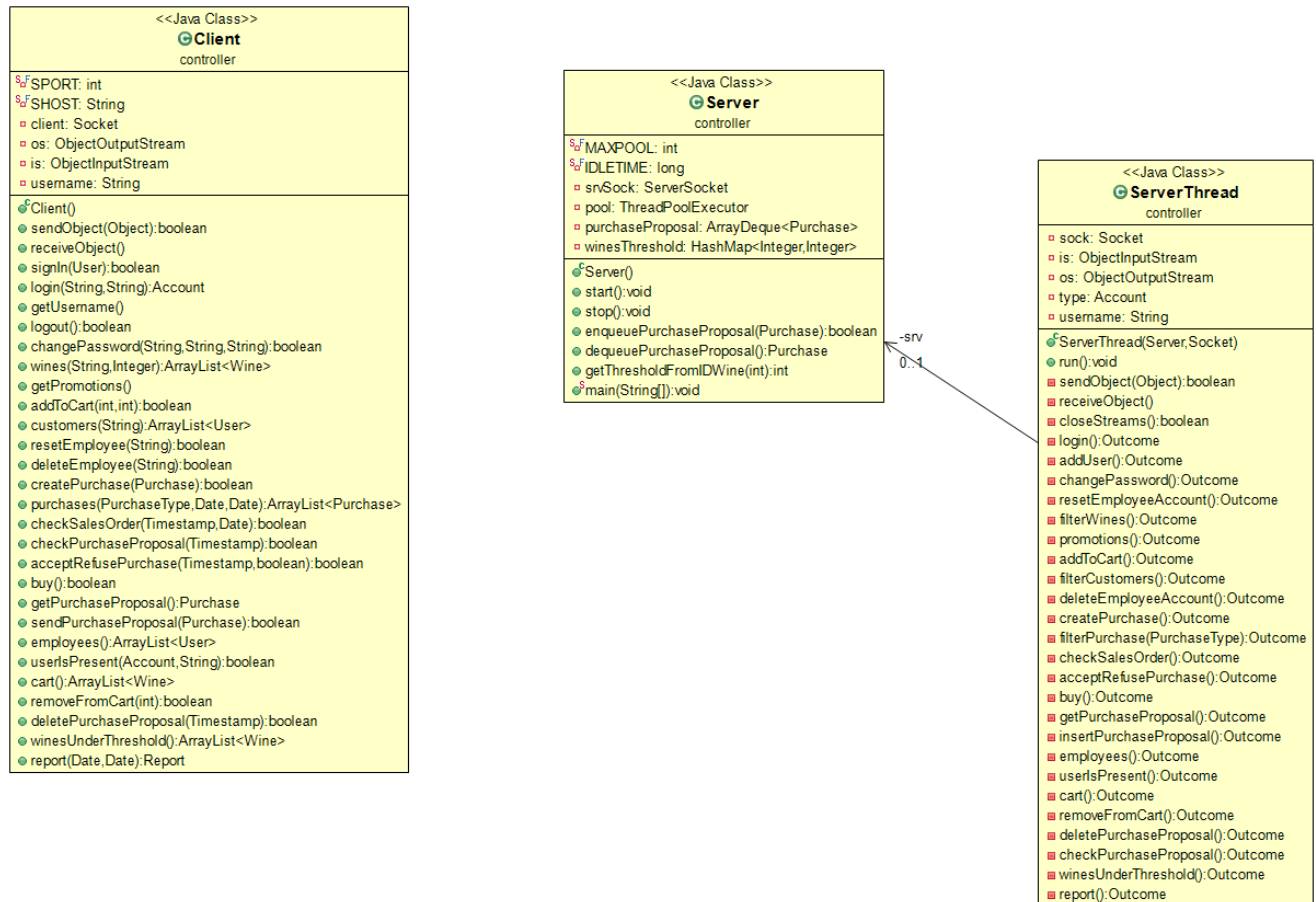 <<Java Class>>
Client
controller
SPORT: int
SHOST: String
client: Socket
os: ObjectOutputStream
is: ObjectInputStream
username: String
Client()
sendObject(Object):boolean
receiveObject()
signIn(User):boolean
login(String,String):Account
getUsername()
logout():boolean
changePassword(String,String,String):boolean
wines(String,Integer):ArrayList<Wine>
getPromotions()
addToCart(int,int):boolean
customers(String):ArrayList<User>
resetEmployee(String):boolean
deleteEmployee(String):boolean
createPurchase(Purchase):boolean
purchases(PurchaseType,Date,Date):ArrayList<Purchase>
checkSalesOrder(Timestamp,Date):boolean
checkPurchaseProposal(Timestamp):boolean
acceptRefusePurchase(Timestamp,boolean):boolean
buy():boolean
getPurchaseProposal():Purchase
sendPurchaseProposal(Purchase):boolean
employees():ArrayList<User>
userIsPresent(Account,String):boolean
cart():ArrayList<Wine>
removeFromCart(int):boolean
deletePurchaseProposal(Timestamp):boolean
winesUnderThreshold():ArrayList<Wine>
report(Date,Date):Report
<<Java Class>>
Server
controller
MAXPOOL: int
IDLETIME: long
srvSock: ServerSocket
pool: ThreadPoolExecutor
purchaseProposal: ArrayDeque<Purchase>
winesThreshold: HashMap<Integer,Integer>
Server()
start():void
stop():void
enqueuePurchaseProposal(Purchase):boolean
dequeuePurchaseProposal():Purchase
getThresholdFromIDWine(int):int
main(String[]):void
-srv
0..1
<<Java Class>>
ServerThread
controller
sock: Socket
is: ObjectInputStream
os: ObjectOutputStream
type: Account
username: String
ServerThread(Server,Socket)
run():void
sendObject(Object):boolean
receiveObject()
closeStreams():boolean
login():Outcome
addUser():Outcome
changePassword():Outcome
resetEmployeeAccount():Outcome
filterWines():Outcome
promotions():Outcome
addToCart():Outcome
filterCustomers():Outcome
deleteEmployeeAccount():Outcome
createPurchase():Outcome
filterPurchase(PurchaseType):Outcome
checkSalesOrder():Outcome
acceptRefusePurchase():Outcome
buy():Outcome
getPurchaseProposal():Outcome
insertPurchaseProposal():Outcome
employees():Outcome
userIsPresent():Outcome
cart():Outcome
removeFromCart():Outcome
deletePurchaseProposal():Outcome
checkPurchaseProposal():Outcome
winesUnderThreshold():Outcome
report():Outcome